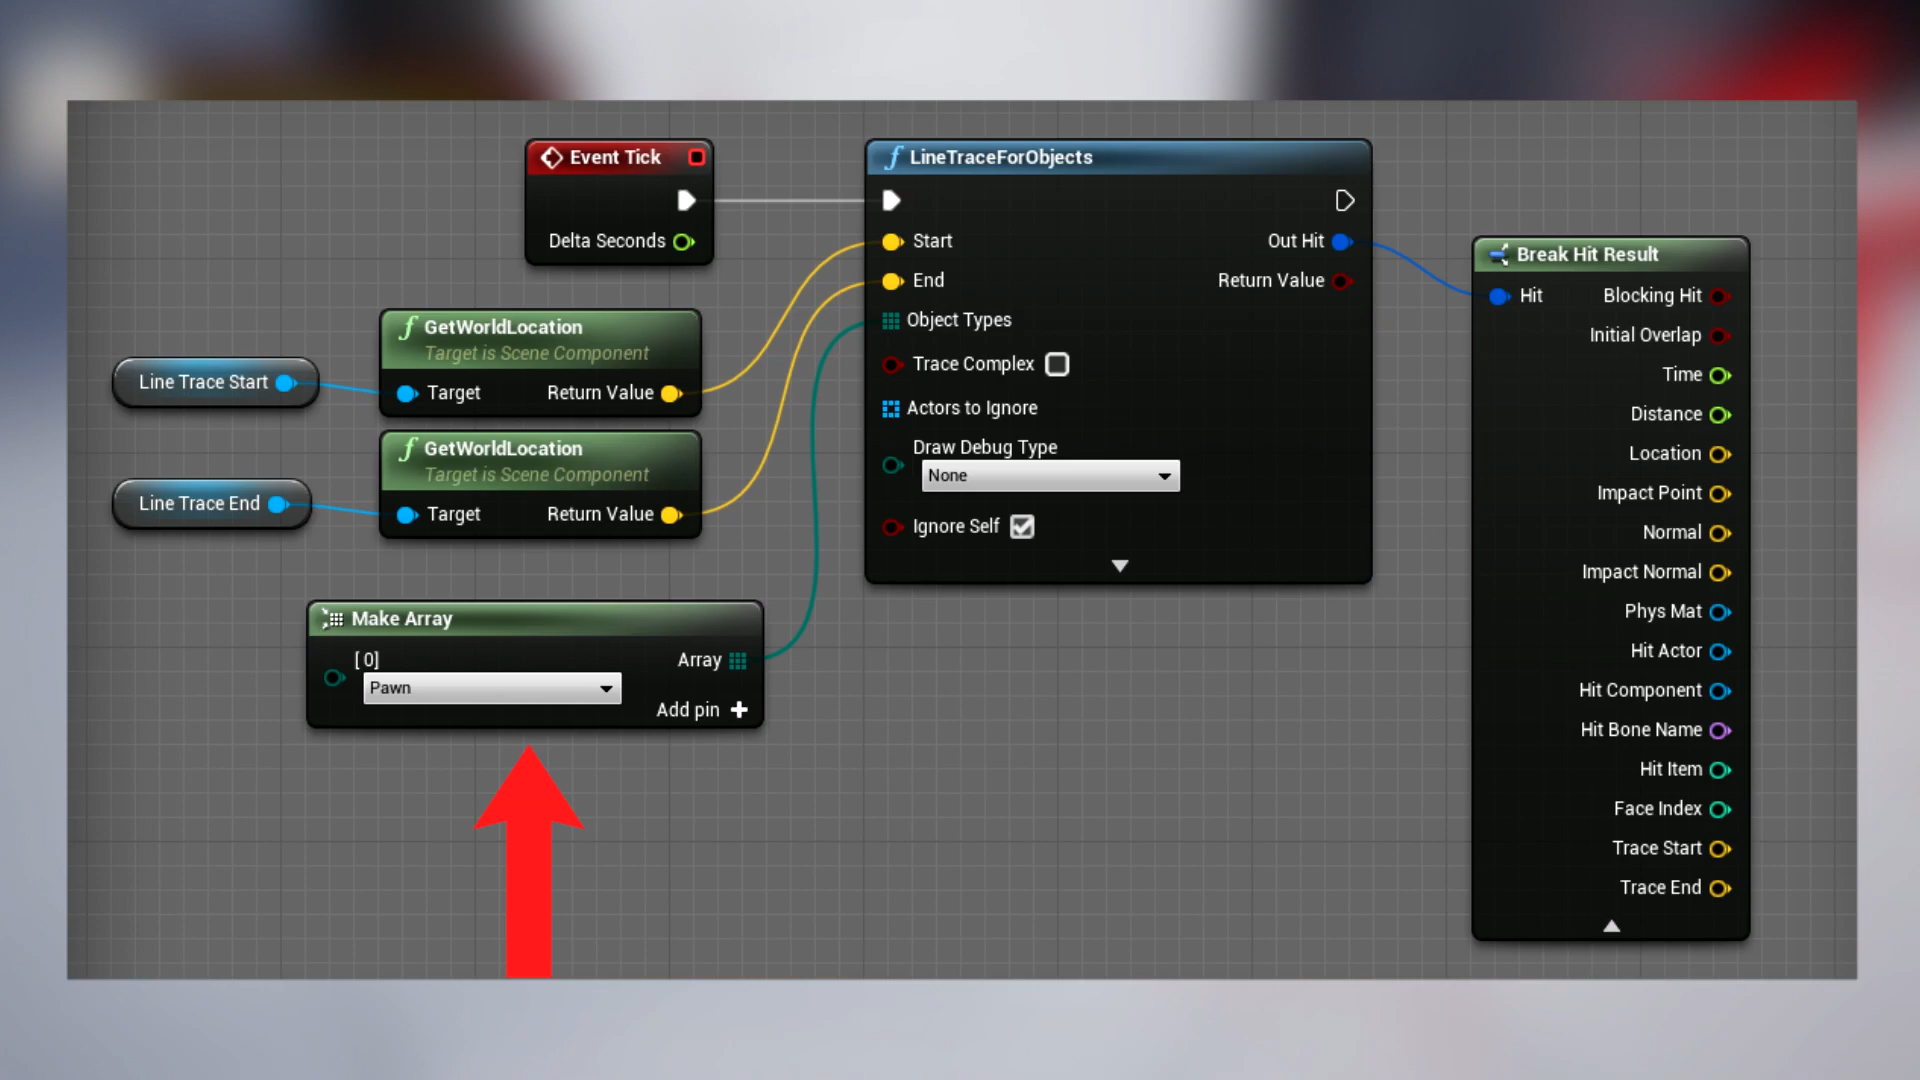 Event Tick
Delta Seconds
LineTraceForObjects
Start
Out Hit
End
Return Value
Object Types
Trace Complex
Actors to Ignore
Draw Debug Type
None
Ignore Self
GetWorldLocation
Target is Scene Component
Target
Return Value
GetWorldLocation
Target is Scene Component
Target
Return Value
Line Trace Start
Line Trace End
Make Array
[0]
Array
Pawn
Add pin
Break Hit Result
Hit
Blocking Hit
Initial Overlap
Time
Distance
Location
Impact Point
Normal
Impact Normal
Phys Mat
Hit Actor
Hit Component
Hit Bone Name
Hit Item
Face Index
Trace Start
Trace End